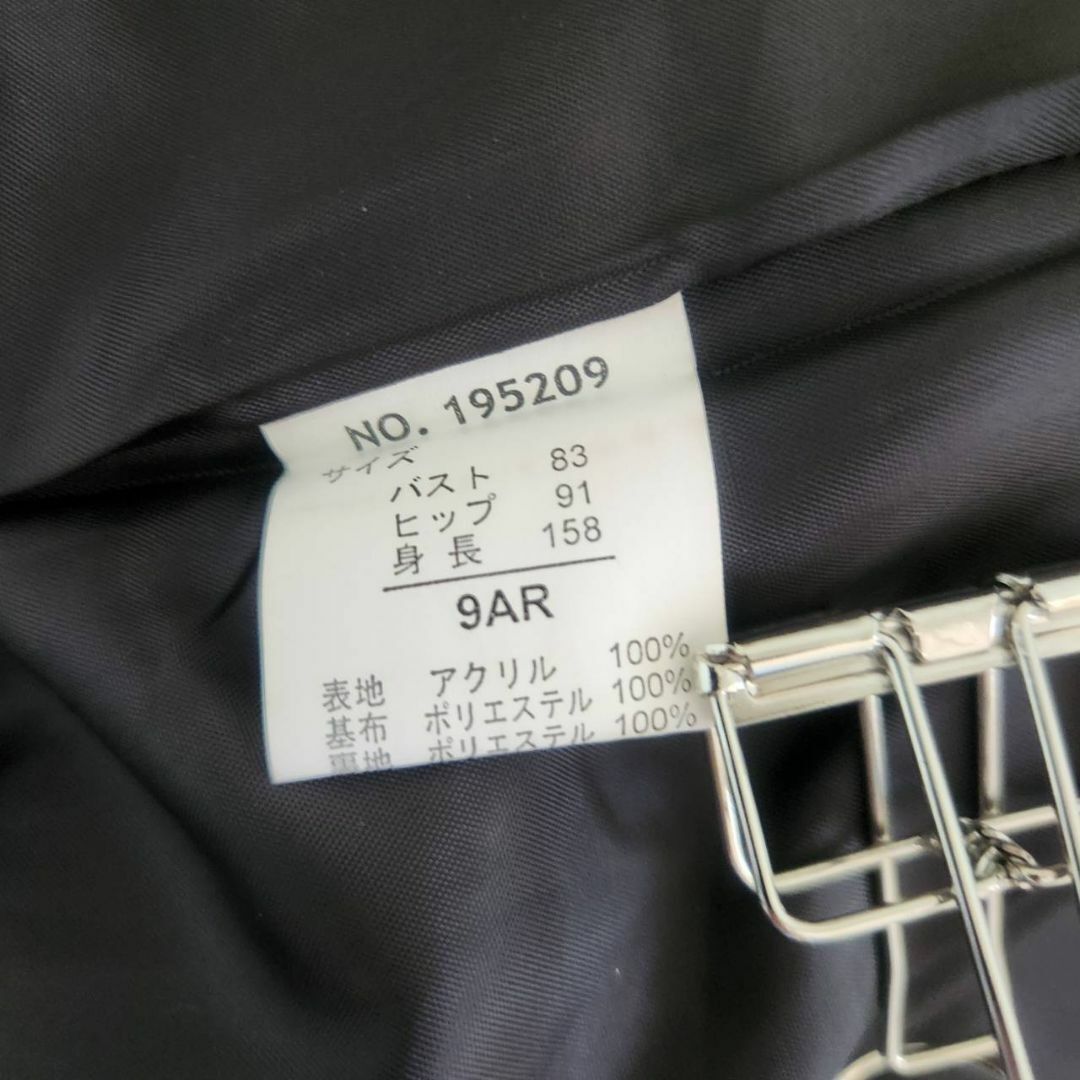 NO. 195209
サイズ
バスト 83
ヒップ 91
身長 158
9AR
表地 アクリル 100%
基布 ポリエステル 100%
裏地 ポリエステル 100%